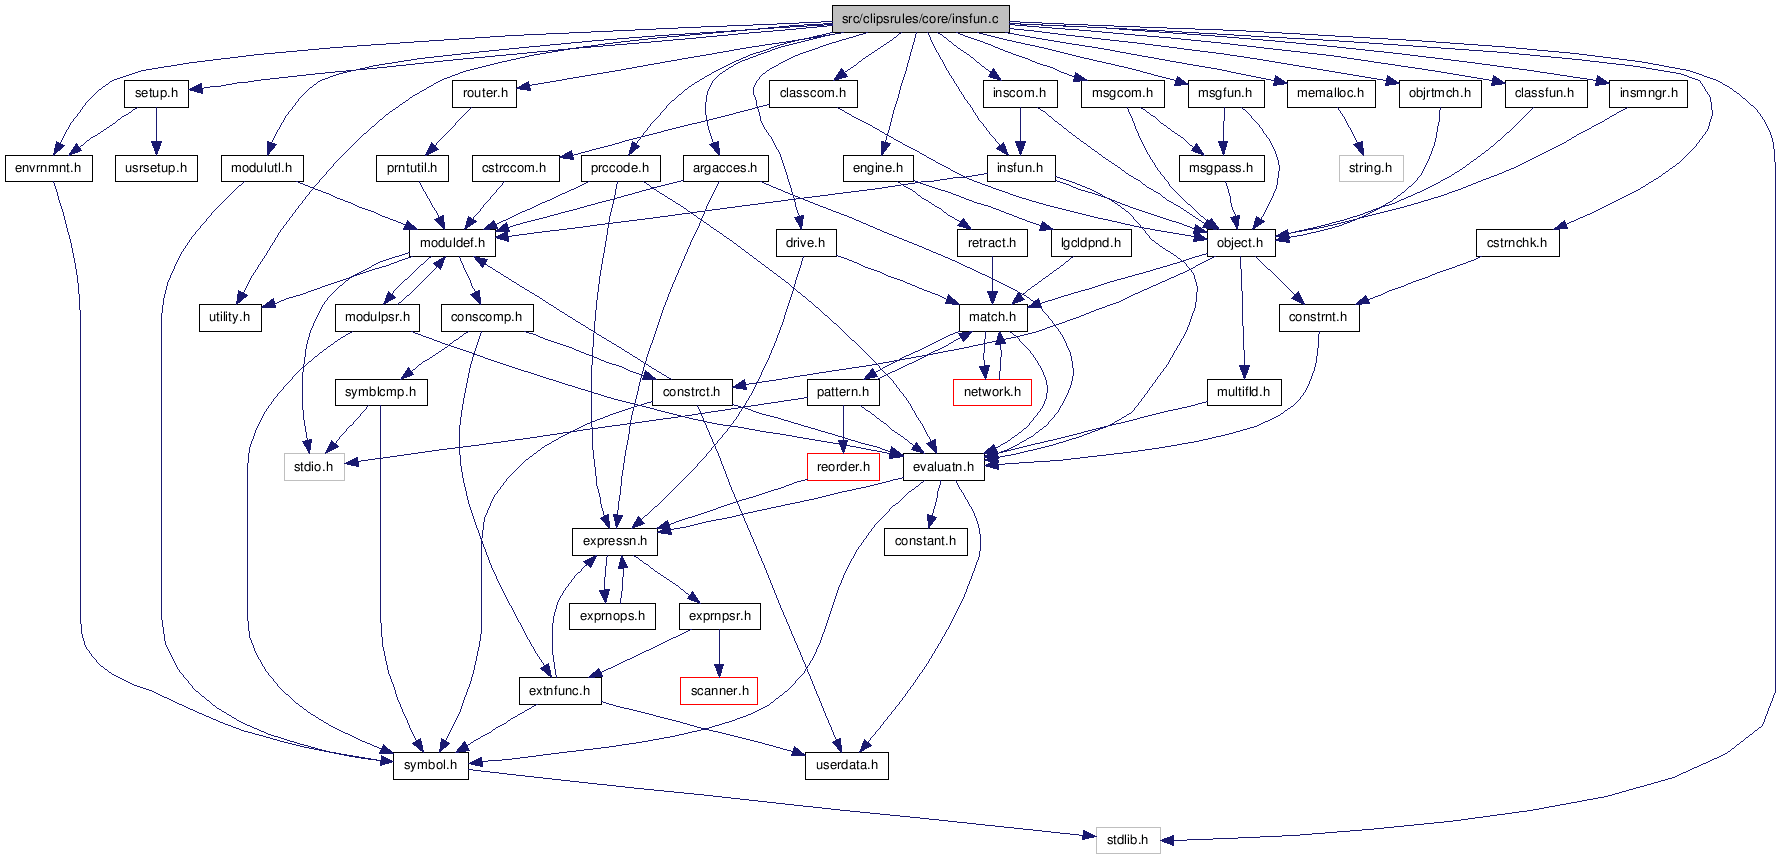 src/clipsrules/core/insfun.c
setup.h
router.h
classcom.h
inscom.h
msgcom.h
msgfun.h
memalloc.h
objrtmch.h
classfun.h
insmngr.h
envrnmnt.h
usrsetup.h
modulutl.h
prntutil.h
cstrccom.h
prccode.h
argacces.h
engine.h
insfun.h
msgpass.h
string.h
moduldef.h
drive.h
retract.h
lgcldpnd.h
object.h
cstrnchk.h
utility.h
modulpsr.h
conscomp.h
match.h
constrnt.h
symblcmp.h
constrct.h
pattern.h
network.h
multifld.h
stdio.h
reorder.h
evaluatn.h
expressn.h
constant.h
exprnops.h
exprnpsr.h
extnfunc.h
scanner.h
symbol.h
userdata.h
stdlib.h